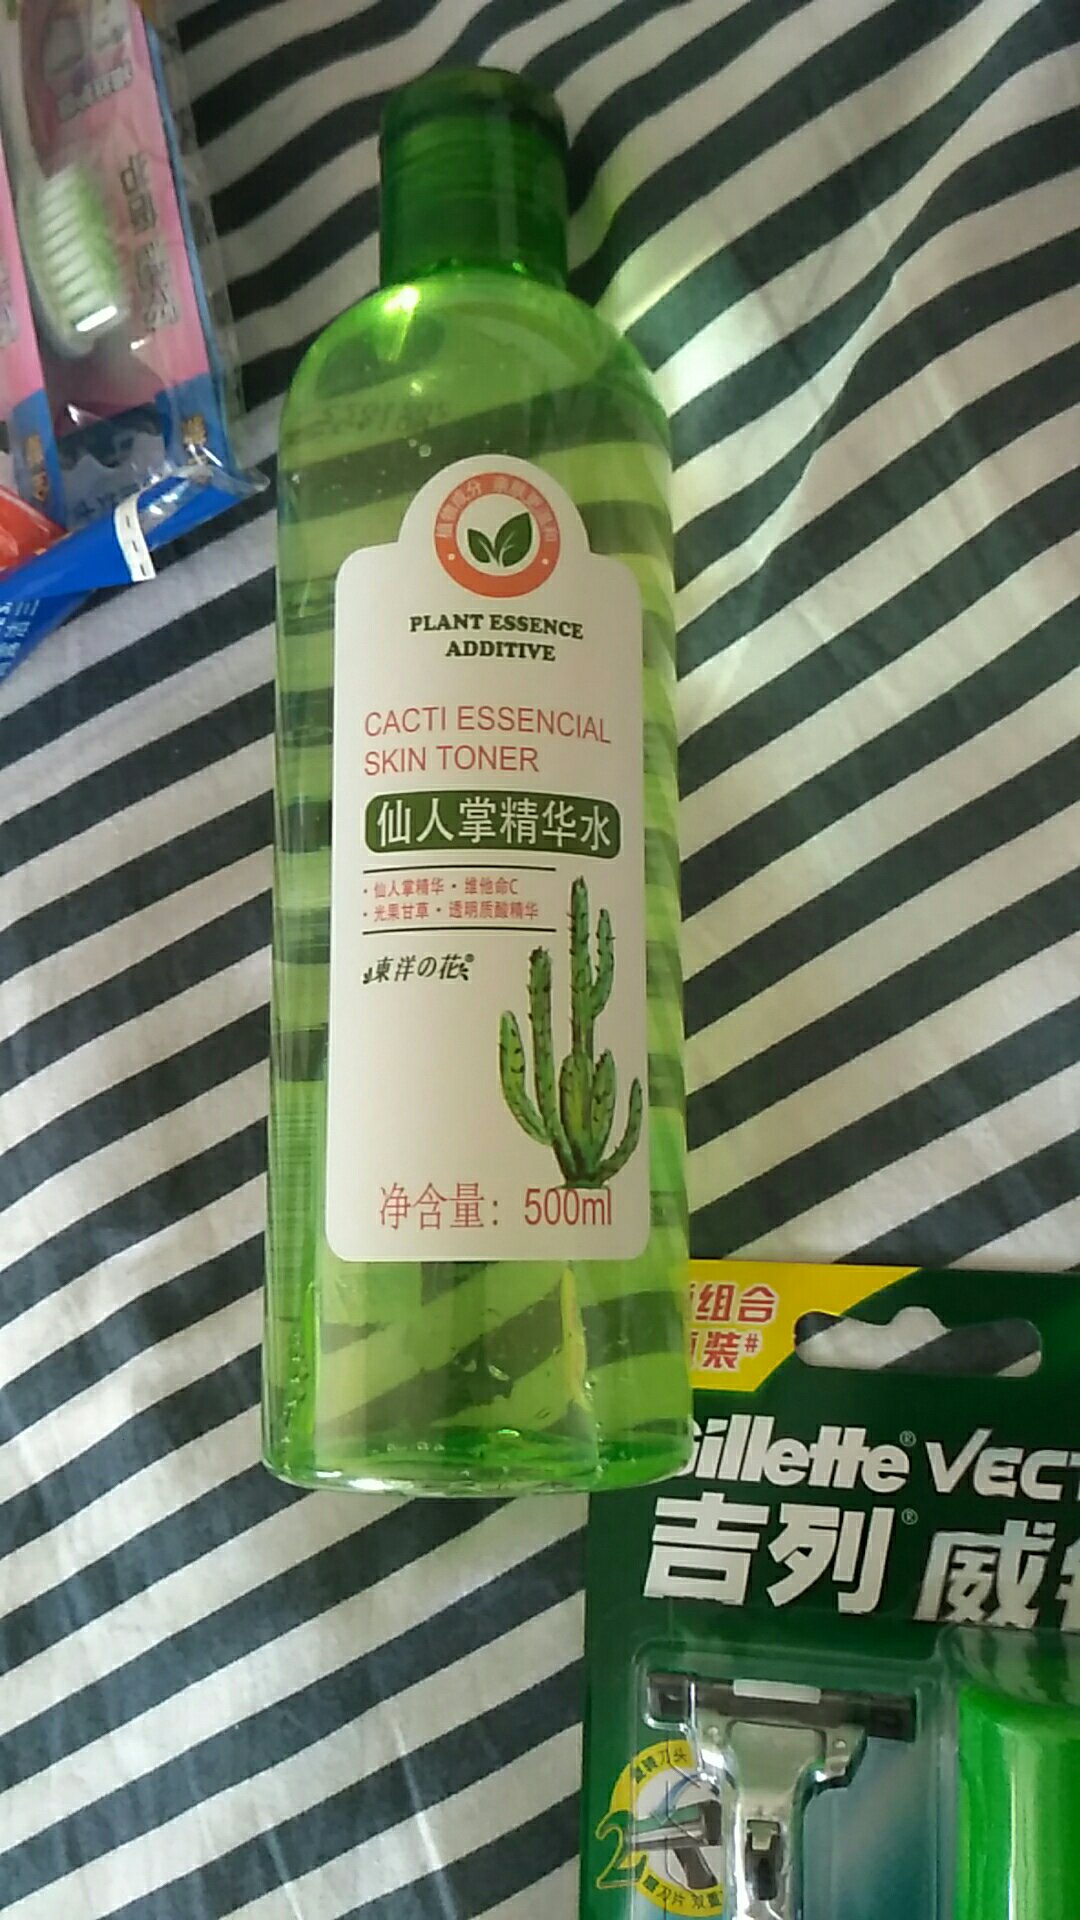 PLANT ESSENCE
ADDITIVE
CACTI ESSENCIAL
SKIN TONER
仙人掌精华水
·仙人掌精华·维他命C
·光果甘草·透明质酸精华
東洋の花®
净含量：500ml
组合
装#
Gillette® VECT
吉列® 威
2